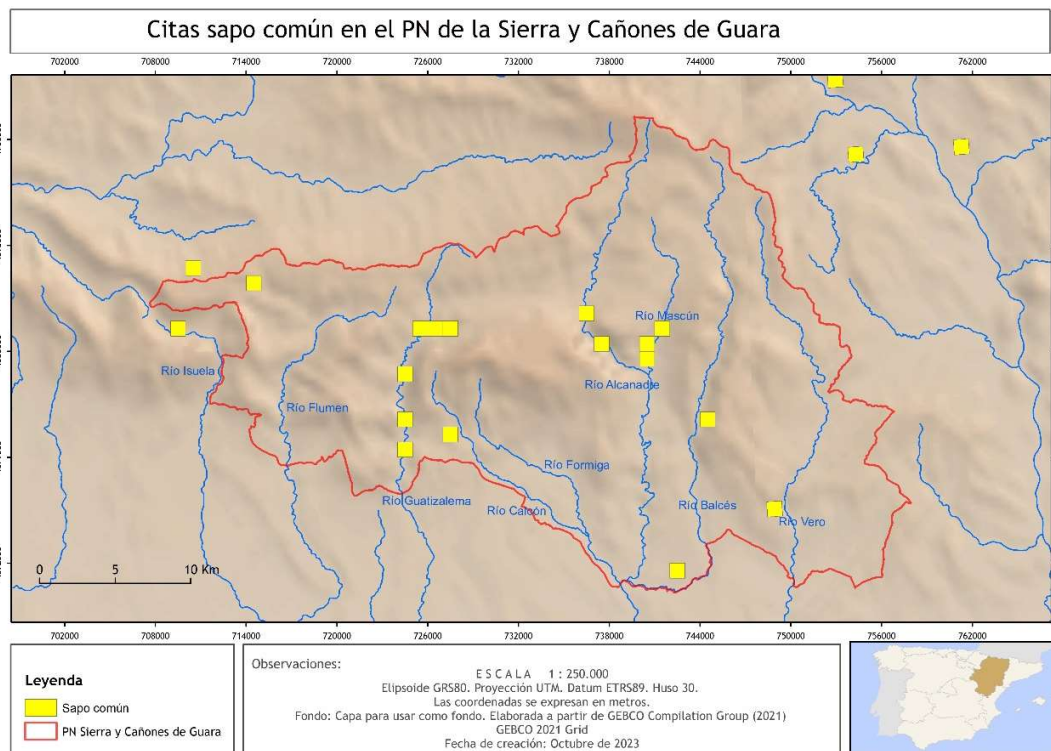 Citas sapo común en el PN de la Sierra y Cañones de Guara
702000 708000 714000 720000 726000 732000 738000 744000 750000 756000 762000
Río Mascún
Río Isuela
Río Alcanadre
Río Flumen
Río Formiga
Río Guatizalema
Río Calcón
Río Balcés
Río Vero
0 5 10 Km
702000 708000 714000 720000 726000 732000 738000 744000 750000 756000 762000
Leyenda
Sapo común
PN Sierra y Cañones de Guara
Observaciones:
ESCALA 1:250.000
Elipsoide GRS80. Proyección UTM. Datum ETRS89. Huso 30.
Las coordenadas se expresan en metros.
Fondo: Capa para usar como fondo. Elaborada a partir de GEBCO Compilation Group (2021)
GEBCO 2021 Grid
Fecha de creación: Octubre de 2023